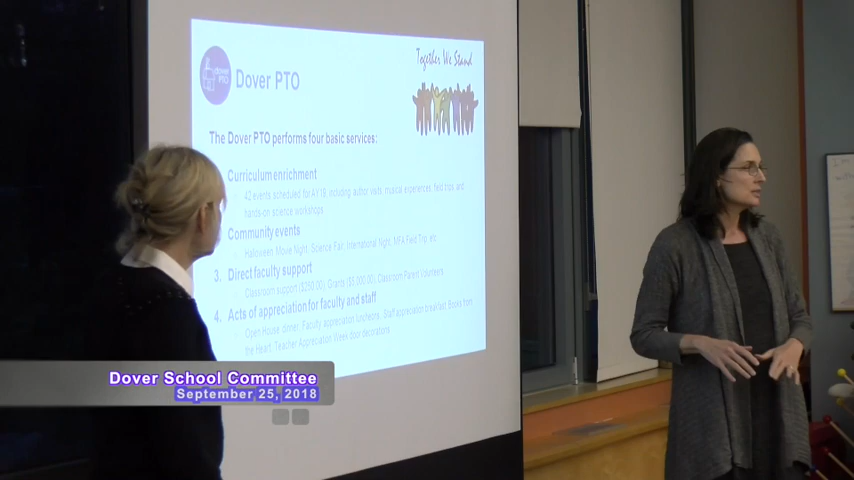 Together We Stand
dover
PTO
Dover PTO
The Dover PTO performs four basic services:
Curriculum enrichment
42 events scheduled for AY19, including author visits, musical experiences, field trips, and
hands-on science workshops
Community events
Halloween Movie Night, Science Fair, International Night, MFA Field Trip, etc
3. Direct faculty support
Classroom support ($250.00), Grants ($5,000.00), Classroom Parent Volunteers
4. Acts of appreciation for faculty and staff
Open House dinner, Faculty appreciation luncheons, Staff appreciation breakfast, Books from
the Heart, Teacher Appreciation Week door decorations
Dover School Committee
September 25, 2018